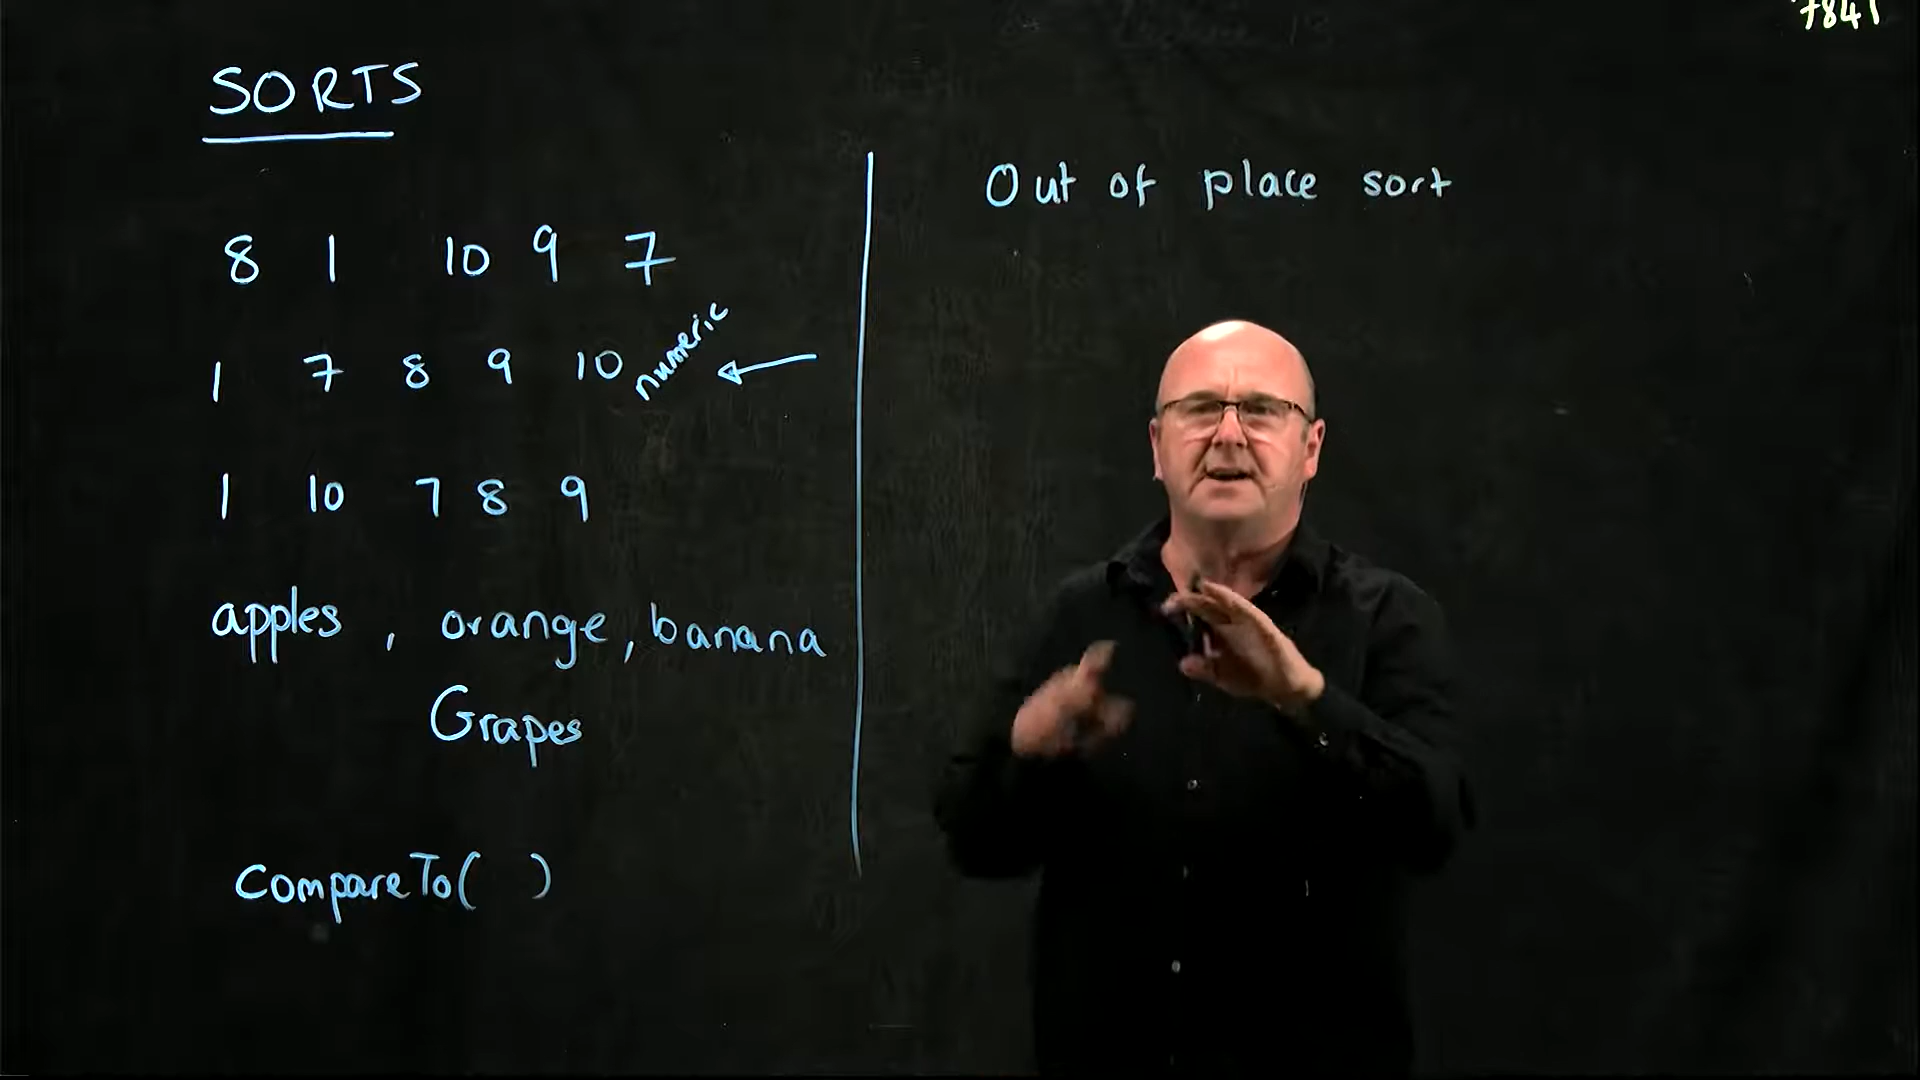 SORTS
8 1 10 9 7
1 7 8 9 10 numeric
1 10 7 8 9
apples , orange, banana
Grapes
compareTo( )
Out of place sort
7841